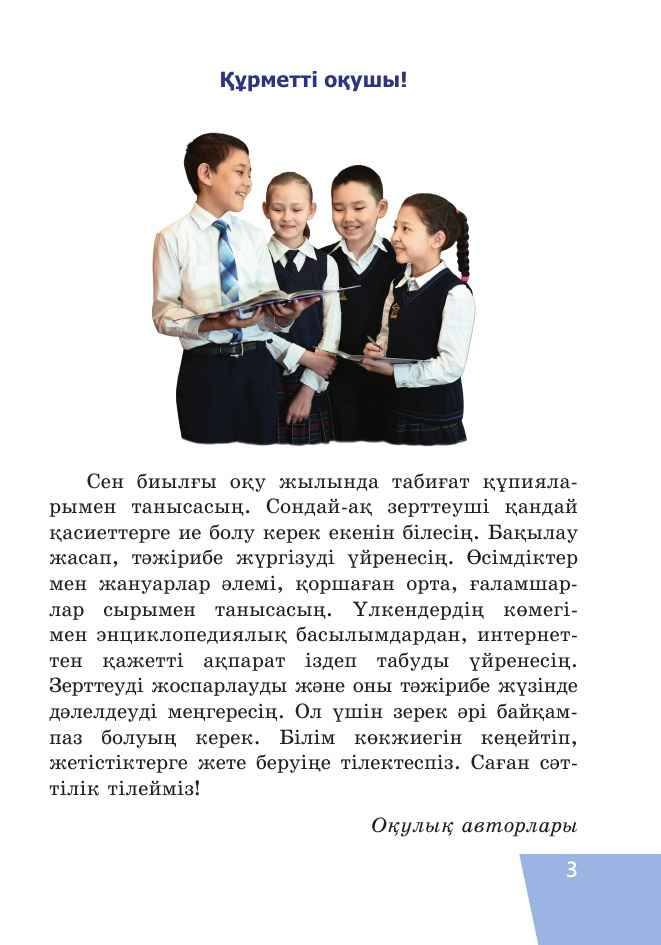 Құрметті оқушы!
Сен биылғы оқу жылында табиғат құпияла-
рымен танысасың. Сондай-ақ зерттеуші қандай
қасиеттерге ие болу керек екенін білесің. Бақылау
жасап, тәжірибе жүргізуді үйренесің. Өсімдіктер
мен жануарлар әлемі, қоршаған орта, ғаламшар-
лар сырымен танысасың. Үлкендердің көмегі-
мен энциклопедиялық басылымдардан, интернет-
тен қажетті ақпарат іздеп табуды үйренесің.
Зерттеуді жоспарлауды және оны тәжірибе жүзінде
дәлелдеуді меңгересің. Ол үшін зерек әрі байқам-
паз болуың керек. Білім көкжиегін кеңейтіп,
жетістіктерге жете беруіңе тілектеспіз. Саған сәт-
тілік тілейміз!
Оқулық авторлары
3